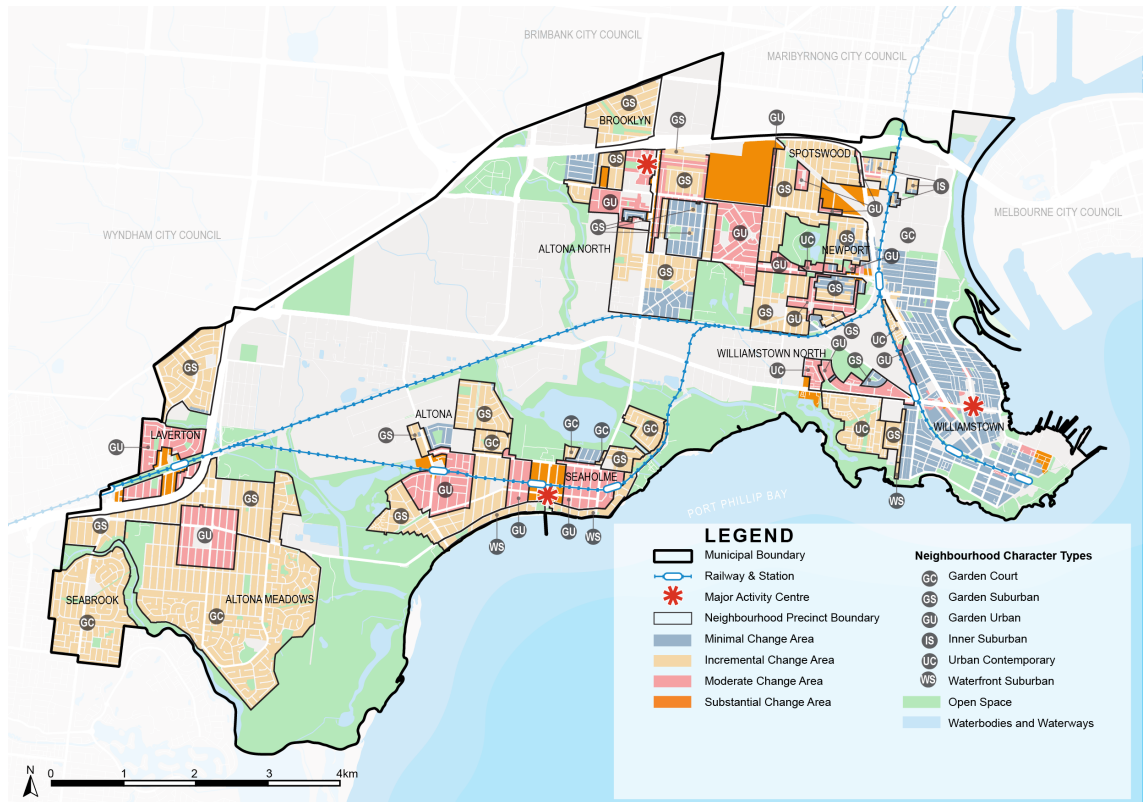 BRIMBANK CITY COUNCIL
MARIBYRNONG CITY COUNCIL
GS
BROOKLYN
GS
GU
SPOTSWOOD
GS
GS
GS
IS
GU
GU
GU
MELBOURNE CITY COUNCIL
WYNDHAM CITY COUNCIL
GS
ALTONA NORTH
UC
GS
GC
NEWPORT
GU
GU
GS
GS
GS
GU
GS
UC
GU
GU
WILLIAMSTOWN NORTH
GS
UC
GS
ALTONA
GS
GC
GC
GC
GC
GS
UC
GS
WILLIAMSTOWN
LAVERTON
GU
GS
SEAHOLME
GU
GS
WS
GS
GS
GU
WS
GU
GU
WS
PORT PHILLIP BAY
SEABROOK
GC
ALTONA MEADOWS
GC
LEGEND
Municipal Boundary
Railway & Station
Major Activity Centre
Neighbourhood Precinct Boundary
Minimal Change Area
Incremental Change Area
Moderate Change Area
Substantial Change Area
Neighbourhood Character Types
GC Garden Court
GS Garden Suburban
GU Garden Urban
IS Inner Suburban
UC Urban Contemporary
WS Waterfront Suburban
Open Space
Waterbodies and Waterways
N
0 1 2 3 4km